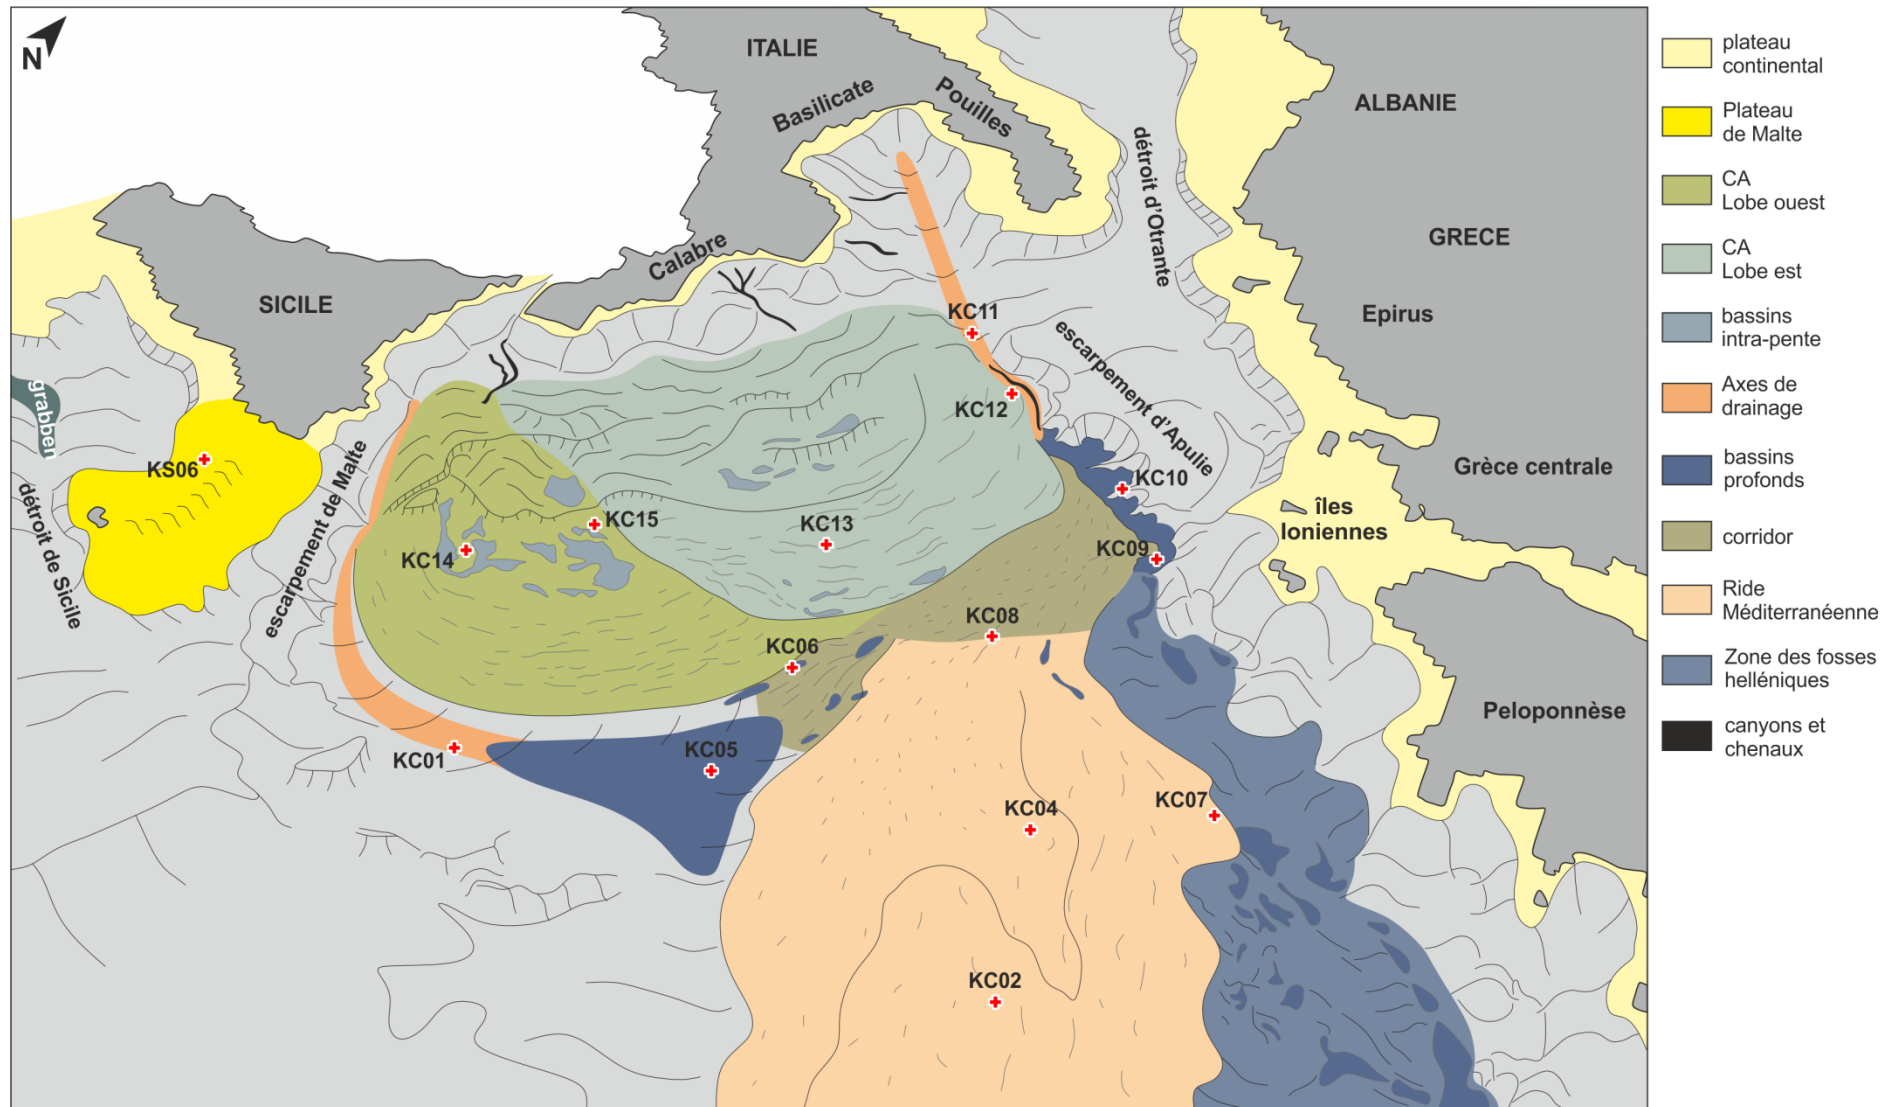 N
ITALIE
Basilicate
Pouilles
ALBANIE
détroit d'Otrante
GRECE
Calabre
SICILE
Epirus
KC11
escarpement d'Apulie
grabben
KC12
KS06
Grèce centrale
KC10
détroit de Sicile
escarpement de Malte
KC15
KC13
îles
Ioniennes
KC14
KC09
KC08
KC06
Peloponnèse
KC01
KC05
KC04
KC07
KC02
plateau
continental
Plateau
de Malte
CA
Lobe ouest
CA
Lobe est
bassins
intra-pente
Axes de
drainage
bassins
profonds
corridor
Ride
Méditerranéenne
Zone des fosses
helléniques
canyons et
chenaux